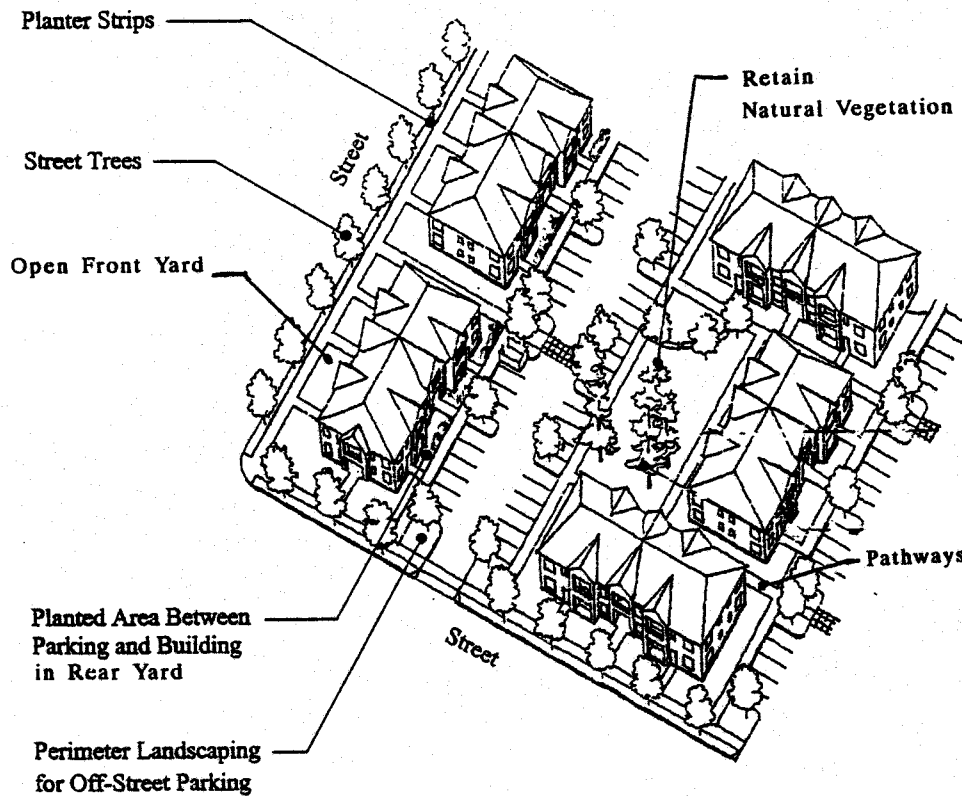 Planter Strips
Retain
Natural Vegetation
Street
Street Trees
Open Front Yard
Pathways
Planted Area Between
Parking and Building
in Rear Yard
Street
Perimeter Landscaping
for Off-Street Parking